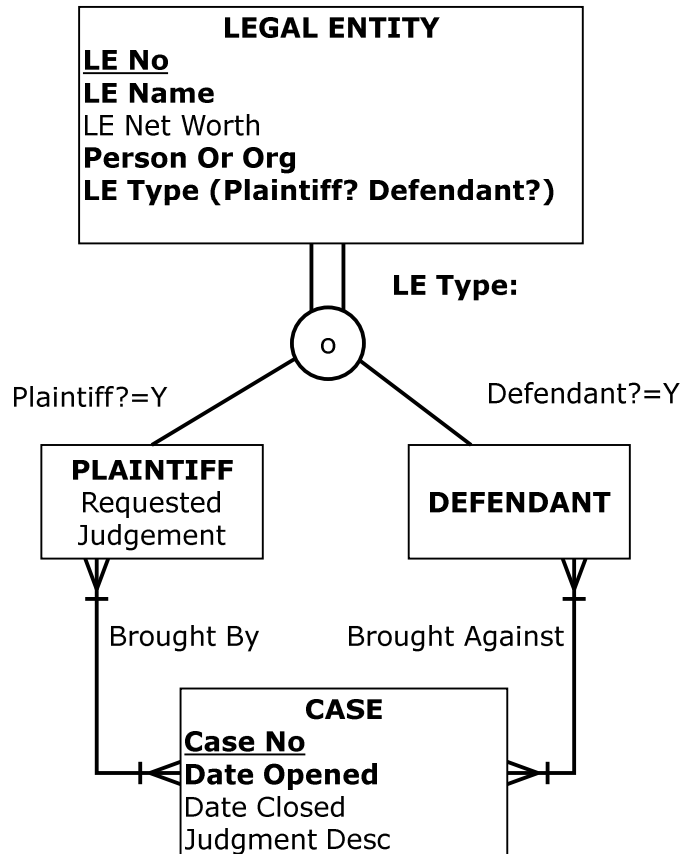 LEGAL ENTITY
LE No
LE Name
LE Net Worth
Person Or Org
LE Type (Plaintiff? Defendant?)
LE Type:
o
Plaintiff?=Y
Defendant?=Y
PLAINTIFF
Requested
Judgement
DEFENDANT
Brought By
Brought Against
CASE
Case No
Date Opened
Date Closed
Judgment Desc